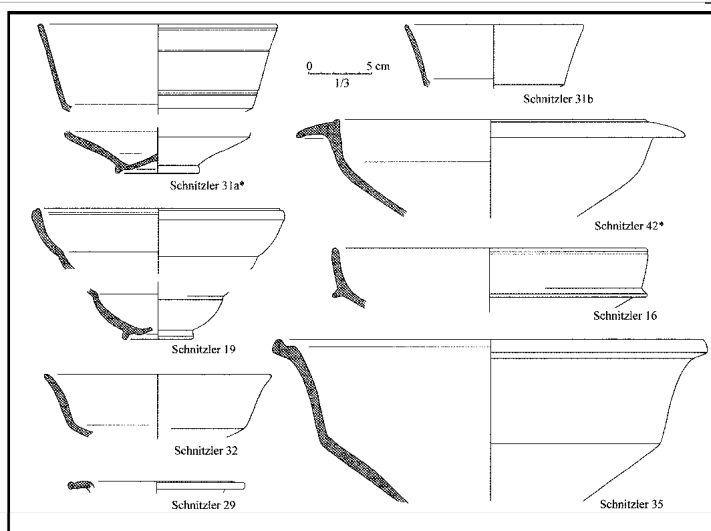 0 5 cm
1/3
Schnitzler 31b
Schnitzler 31a*
Schnitzler 42*
Schnitzler 16
Schnitzler 19
Schnitzler 32
Schnitzler 29
Schnitzler 35